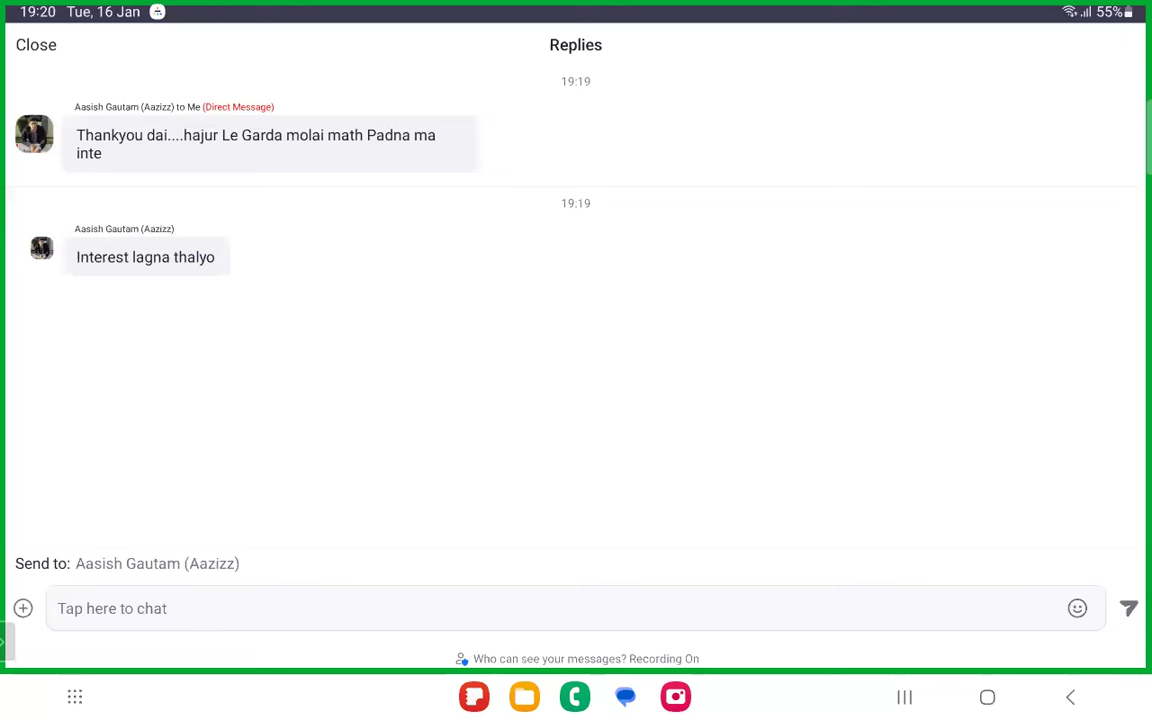 19:20 Tue, 16 Jan 55%
Close Replies
19:19
Aasish Gautam (Aazizz) to Me (Direct Message)
Thankyou dai....hajur Le Garda molai math Padna ma
inte
19:19
Aasish Gautam (Aazizz)
Interest lagna thalyo
Send to: Aasish Gautam (Aazizz)
Tap here to chat
Who can see your messages? Recording On